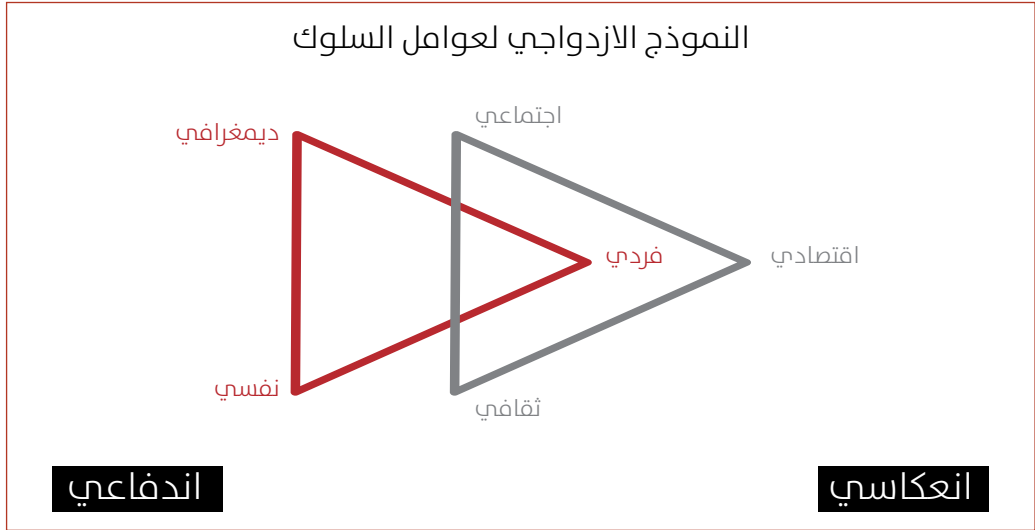 النموذج الازدواجي لعوامل السلوك
اجتماعي
ديمغرافي
اقتصادي
فردي
نفسي
ثقافي
انعكاسي
اندفاعي